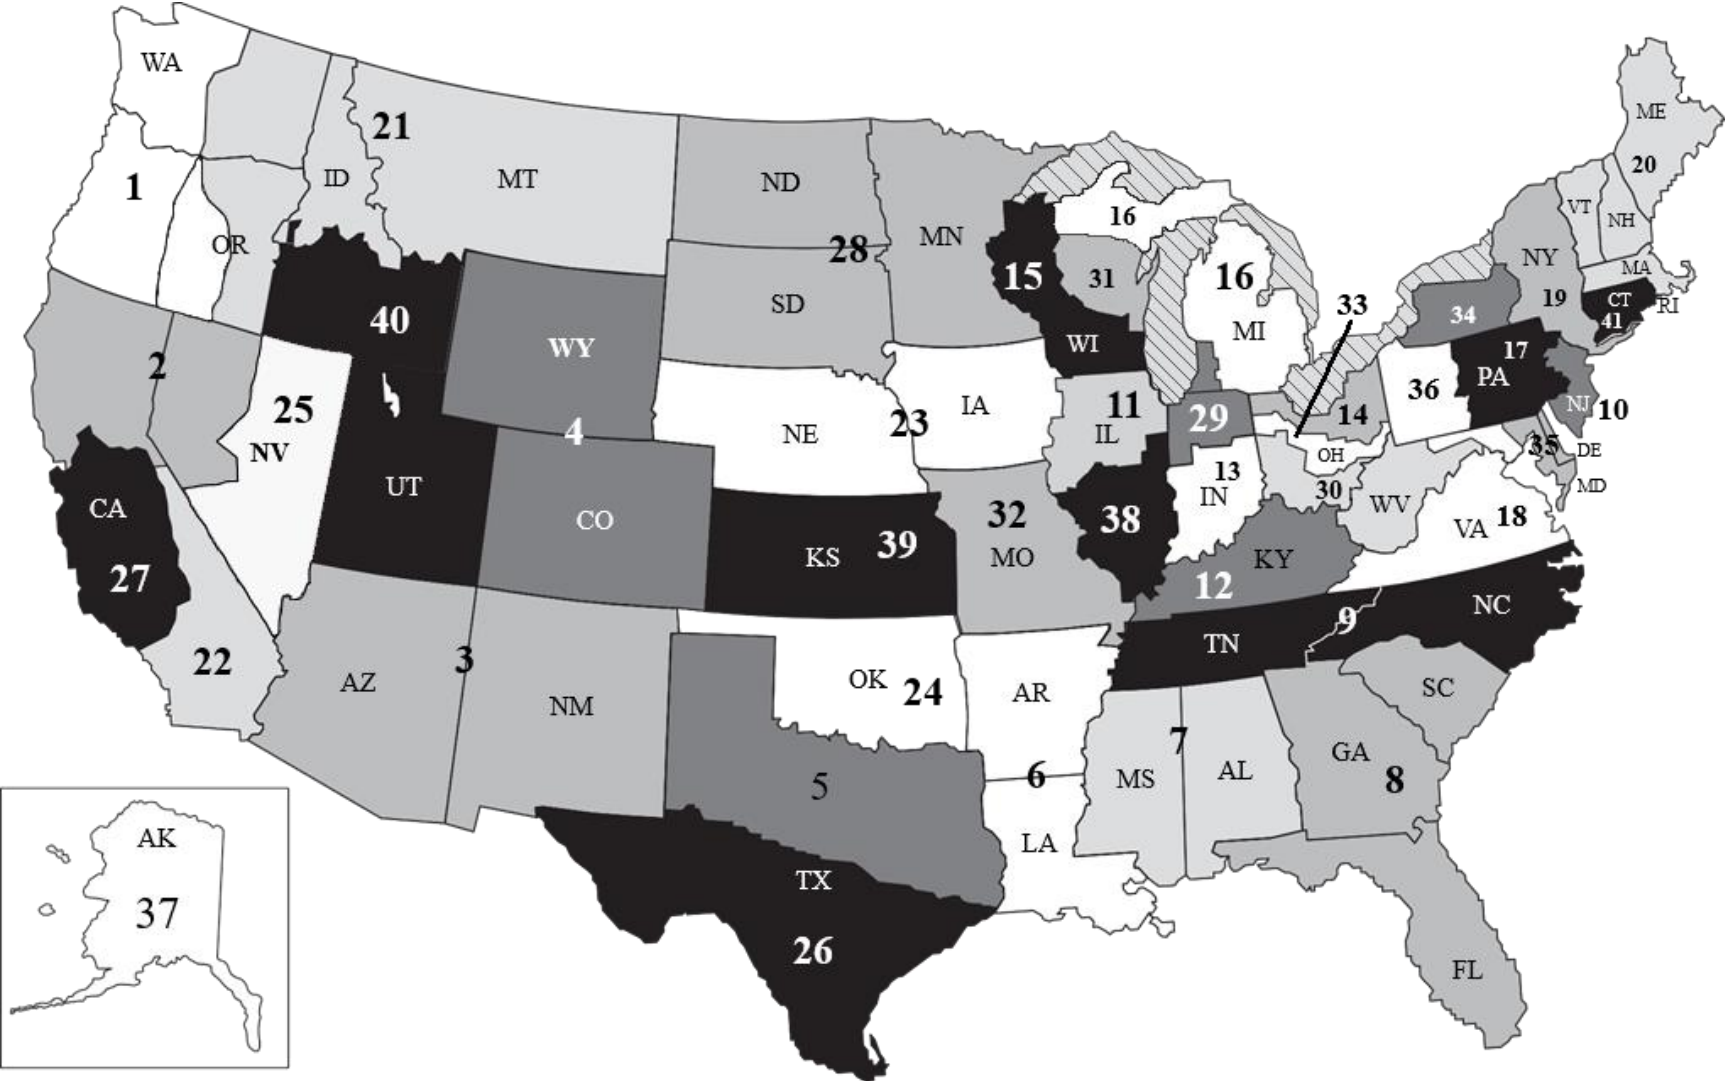 WA
21
ID
MT
ND
MN
28
SD
1
OR
40
WY
4
2
25
NV
UT
CO
CA
27
22
AZ
3
NM
NE
23
IA
KS
39
32
MO
OK
24
AR
5
6
LA
TX
26
AK
37
15
WI
31
16
16
MI
33
11
IL
38
29
13
IN
14
OH
30
KY
12
TN
9
NC
SC
GA
8
7
MS
AL
FL
WV
VA
18
36
17
PA
34
NY
19
VT
NH
ME
20
MA
CT
41
RI
NJ
10
35
DE
MD